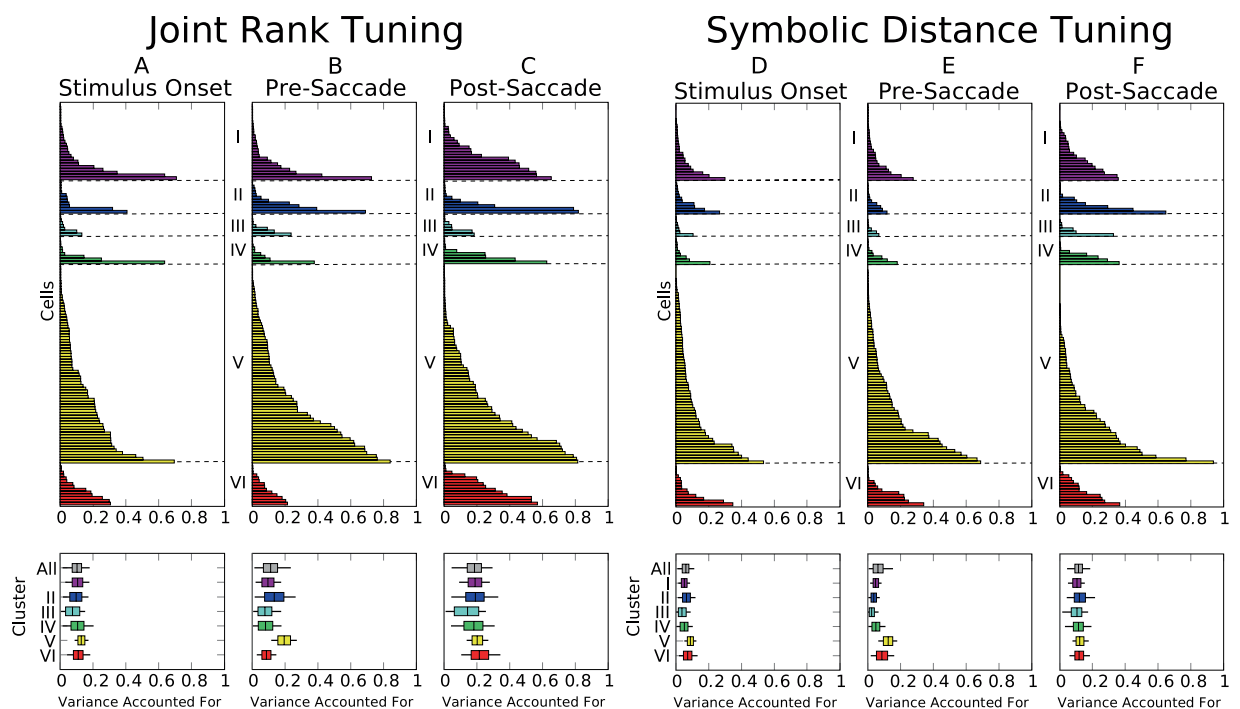 Joint Rank Tuning Symbolic Distance Tuning
A B C D E F
Stimulus Onset Pre-Saccade Post-Saccade Stimulus Onset Pre-Saccade Post-Saccade
I I
II II II II
III III III III
IV IV IV IV
Cells Cells
V V V V
VI VI VI VI
0 0.2 0.4 0.6 0.8 1 0 0.2 0.4 0.6 0.8 1 0 0.2 0.4 0.6 0.8 1 0 0.2 0.4 0.6 0.8 1 0 0.2 0.4 0.6 0.8 1 0 0.2 0.4 0.6 0.8 1
All All
I I
II II
Cluster Cluster
III III
IV IV
V V
VI VI
0 0.2 0.4 0.6 0.8 1 0 0.2 0.4 0.6 0.8 1 0 0.2 0.4 0.6 0.8 1 0 0.2 0.4 0.6 0.8 1 0 0.2 0.4 0.6 0.8 1 0 0.2 0.4 0.6 0.8 1
Variance Accounted For Variance Accounted For Variance Accounted For Variance Accounted For Variance Accounted For Variance Accounted For